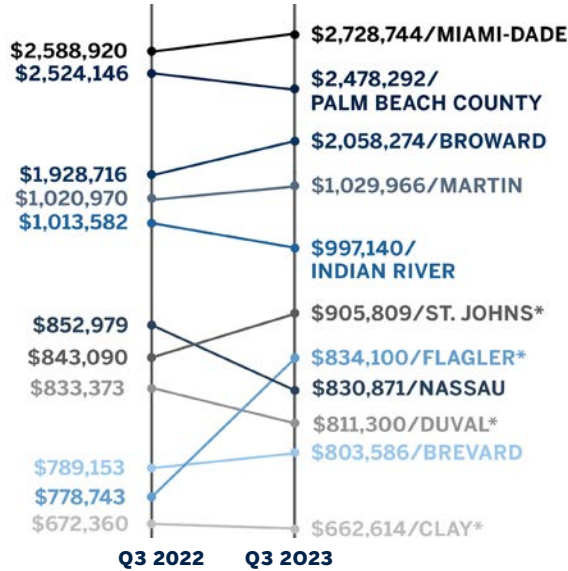 $2,588,920
$2,524,146
$1,928,716
$1,020,970
$1,013,582
$852,979
$843,090
$833,373
$789,153
$778,743
$672,360
$2,728,744/MIAMI-DADE
$2,478,292/
PALM BEACH COUNTY
$2,058,274/BROWARD
$1,029,966/MARTIN
$997,140/
INDIAN RIVER
$905,809/ST. JOHNS*
$834,100/FLAGLER*
$830,871/NASSAU
$811,300/DUVAL*
$803,586/BREVARD
$662,614/CLAY*
Q3 2022 Q3 2023